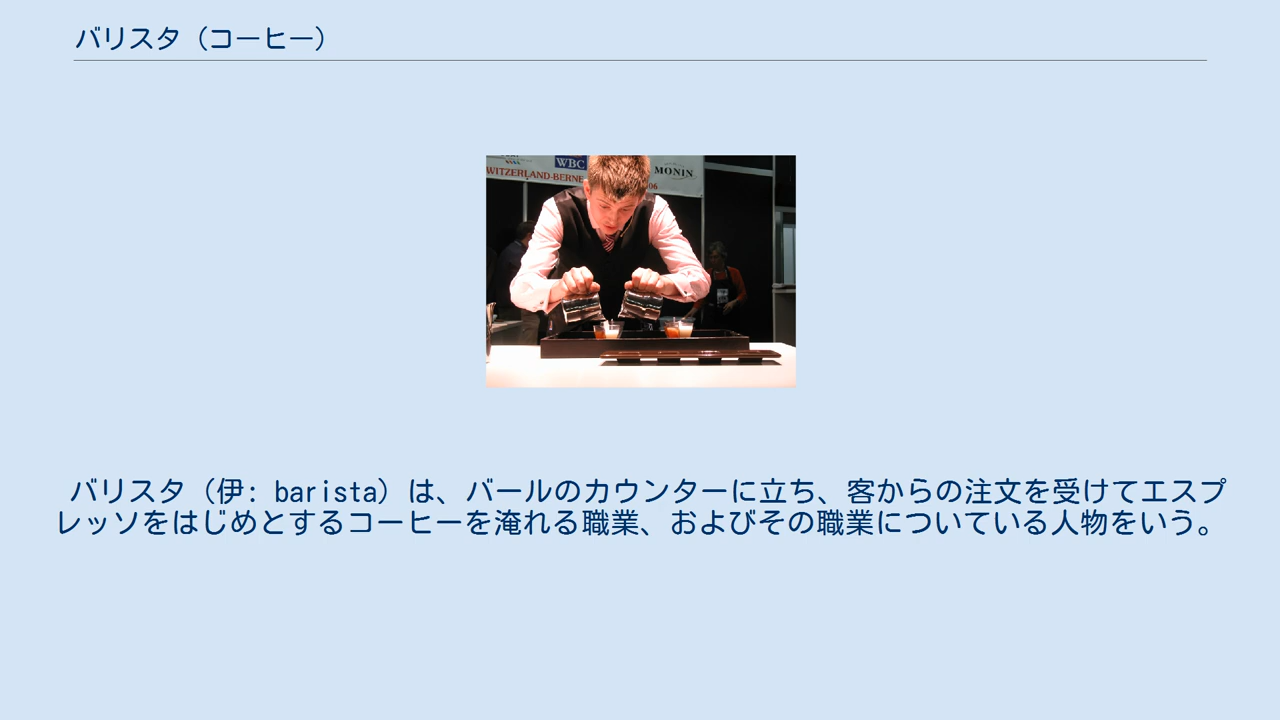 バリスタ（コーヒー）
WBC
WITZERLAND-BERNE
MONIN
06
バリスタ（伊: barista）は、バールのカウンターに立ち、客からの注文を受けてエスプ
レッソをはじめとするコーヒーを淹れる職業、およびその職業についている人物をいう。